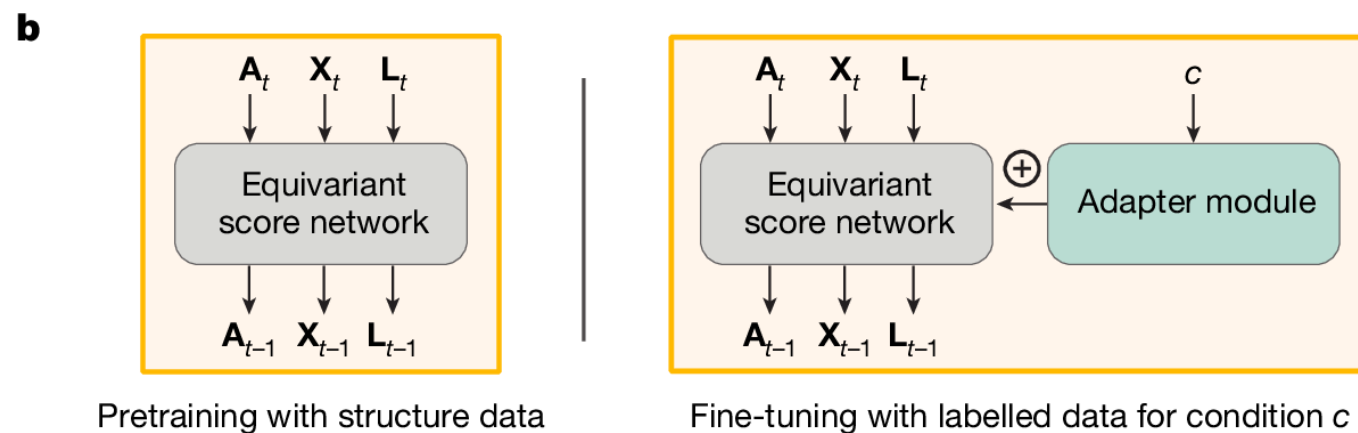 b
Aₜ Xₜ Lₜ
Equivariant
score network
Aₜ₋₁ Xₜ₋₁ Lₜ₋₁
Pretraining with structure data
Aₜ Xₜ Lₜ
c
Equivariant
score network
+
Adapter module
Aₜ₋₁ Xₜ₋₁ Lₜ₋₁
Fine-tuning with labelled data for condition c